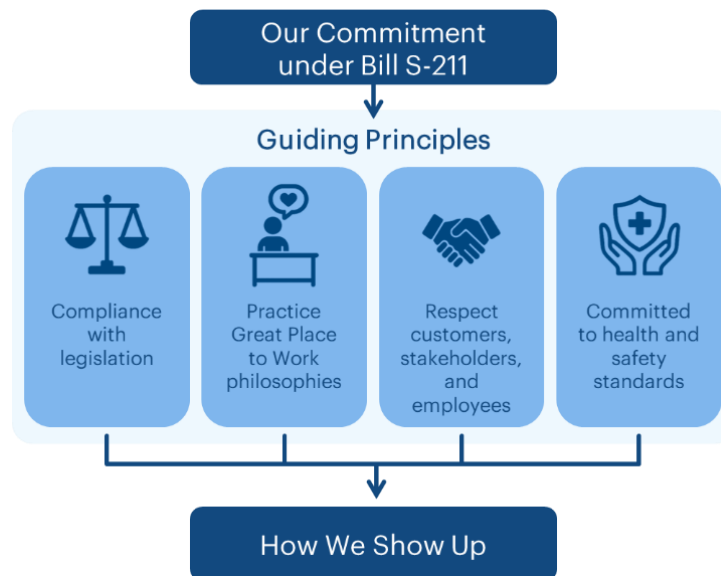 Our Commitment
under Bill S-211
Guiding Principles
Compliance
with
legislation
Practice
Great Place
to Work
philosophies
Respect
customers,
stakeholders,
and
employees
Committed
to health and
safety
standards
How We Show Up